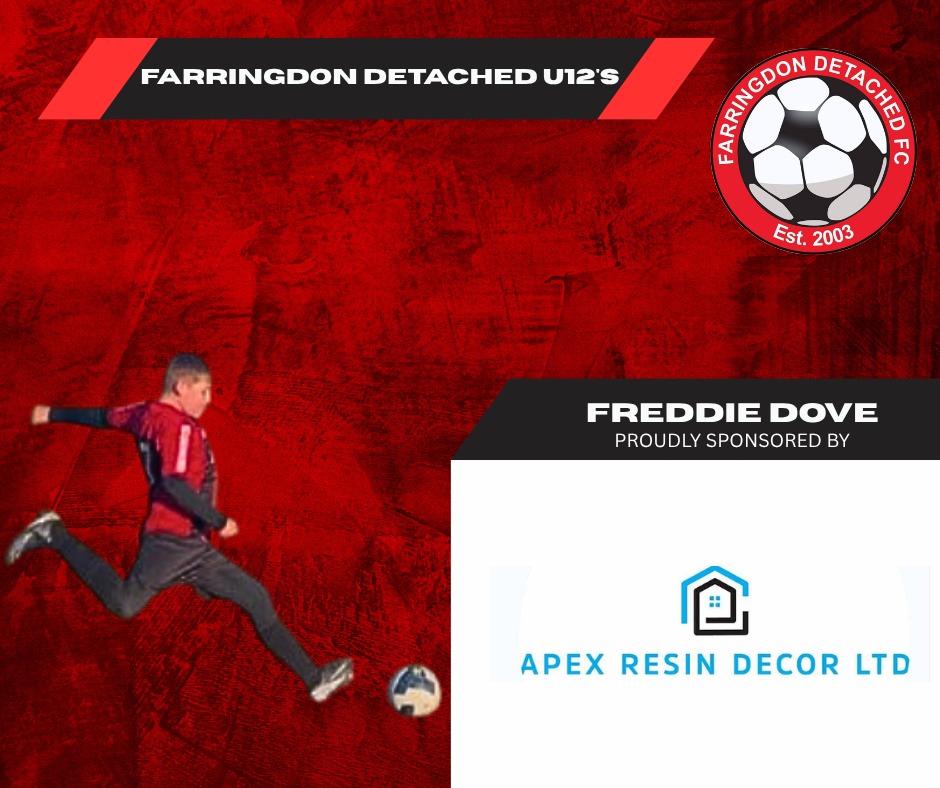 FARRINGDON DETACHED U12'S
FARRINGDON DETACHED FC
Est. 2003
FREDDIE DOVE
PROUDLY SPONSORED BY
APEX RESIN DECOR LTD